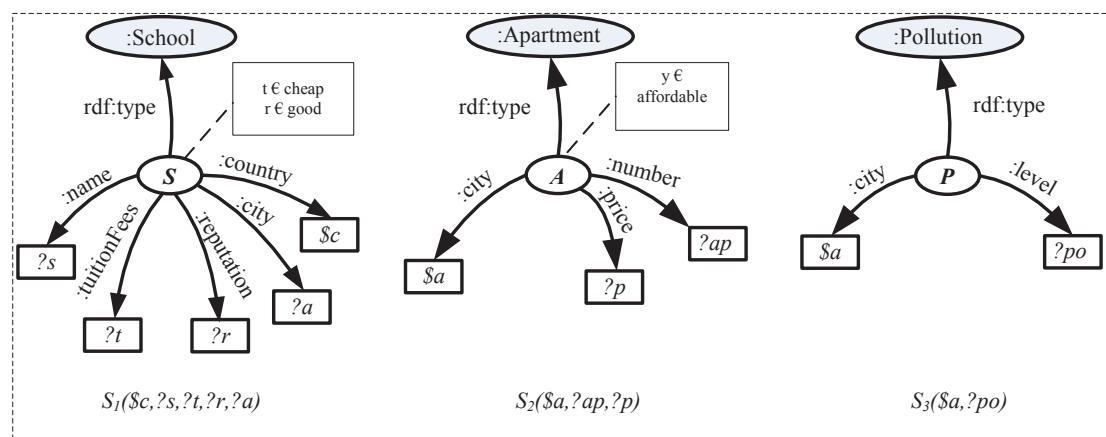 :School
:Apartment
:Pollution
t € cheap
r € good
y €
affordable
rdf:type
rdf:type
rdf:type
S
A
P
:name
:tuitionFees
:reputation
:city
:country
:city
:price
:number
:city
:level
?s
?t
?r
?a
$c
$a
?p
?ap
$a
?po
S1($c,?s,?t,?r,?a)
S2($a,?ap,?p)
S3($a,?po)